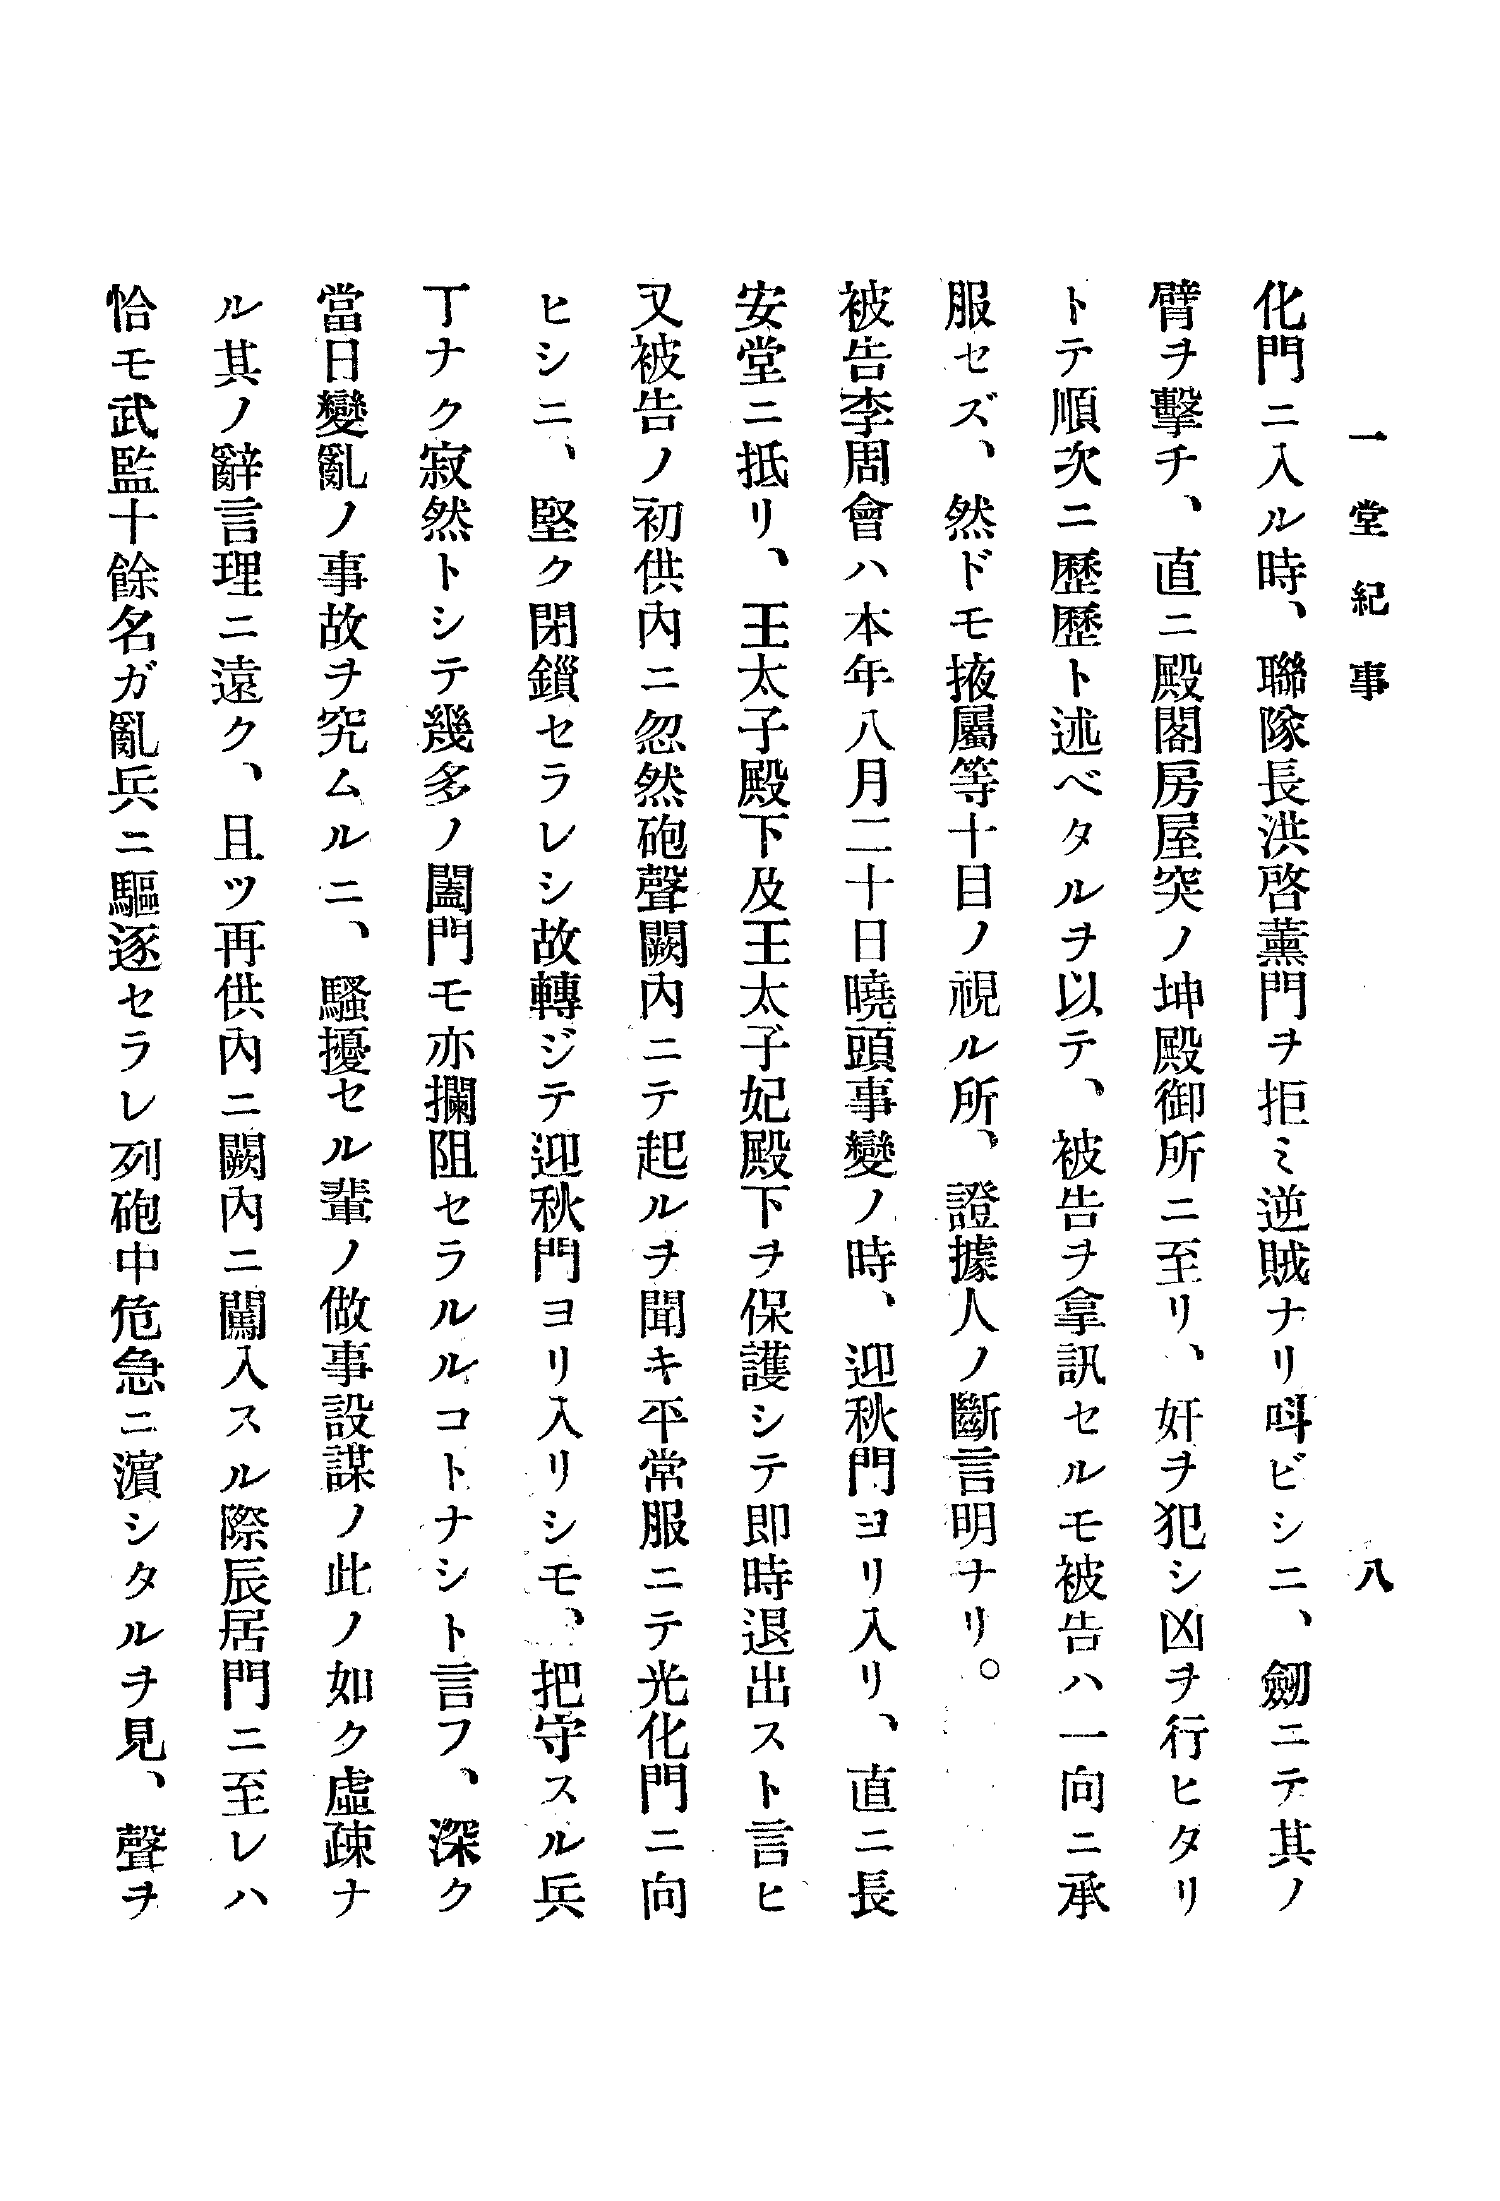 一堂紀事
八
化門ニ入ル時、聯隊長洪啓薰門ヲ拒ミ逆賊ナリ呌ビシニ、劒ニテ其ノ
臂ヲ擊チ、直ニ殿閣房屋突ノ坤殿御所ニ至リ、奸ヲ犯シ凶ヲ行ヒタリ
トテ順次ニ歷歷ト述ベタルヲ以テ、被告ヲ拿訊セルモ被告ハ一向ニ承
服セズ、然ドモ掖屬等十目ノ視ル所、證據人ノ斷言明ナリ。
被告李周會ハ本年八月二十日曉頭事變ノ時、迎秋門ヨリ入リ、直ニ長
安堂ニ抵リ、王太子殿下及王太子妃殿下ヲ保護シテ即時退出スト言ヒ
又被告ノ初供內ニ忽然砲聲闕內ニテ起ルヲ聞キ平常服ニテ光化門ニ向
ヒシニ、堅ク閉鎖セラレシ故轉ジテ迎秋門ヨリ入リシモ、把守スル兵
丁ナク寂然トシテ幾多ノ闔門モ亦攔阻セラルルコトナシト言フ、深ク
當日變亂ノ事故ヲ究ムルニ、騷擾セル輩ノ做事設謀ノ此ノ如ク虛疎ナ
ル其ノ辭言理ニ遠ク、且ツ再供內ニ闕內ニ闖入スル際辰居門ニ至レハ
恰モ武監十餘名ガ亂兵ニ驅逐セラレ列砲中危急ニ濵シタルヲ見、聲ヲ